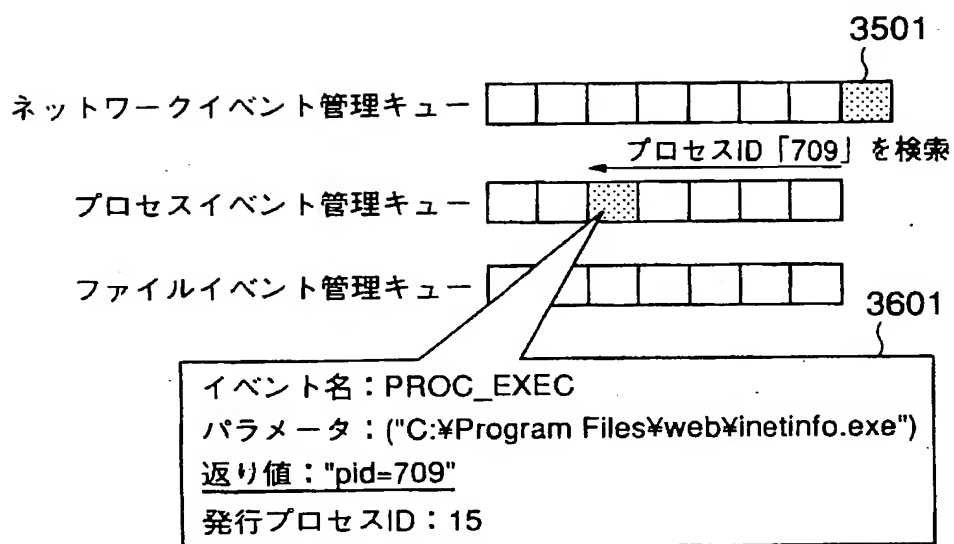 3501
ネットワークイベント管理キュー
プロセスID「709」を検索
プロセスイベント管理キュー
ファイルイベント管理キュー
3601
イベント名：PROC_EXEC
パラメータ：("C:¥Program Files¥web¥inetinfo.exe")
返り値："pid=709"
発行プロセスID：15